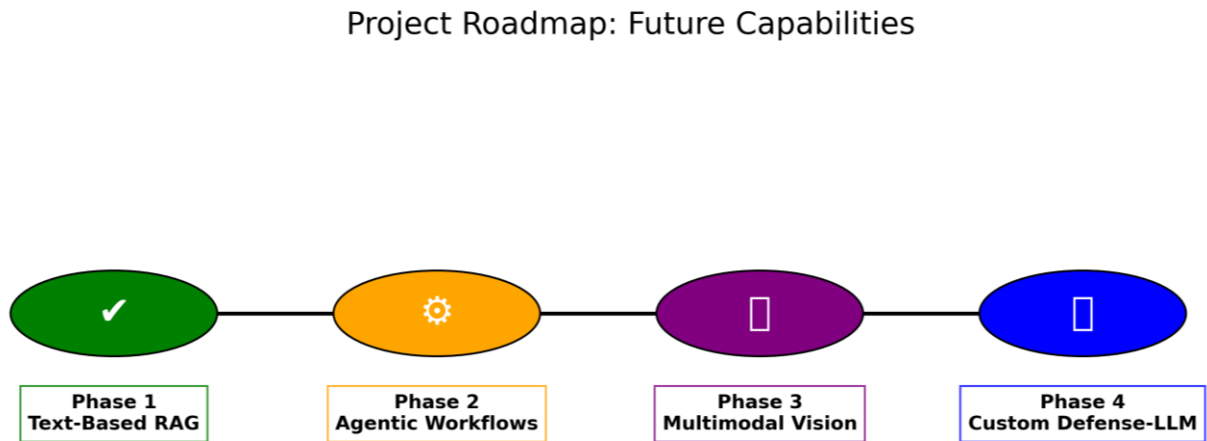 Project Roadmap: Future Capabilities
✔
⚙
Phase 1
Text-Based RAG
Phase 2
Agentic Workflows
Phase 3
Multimodal Vision
Phase 4
Custom Defense-LLM